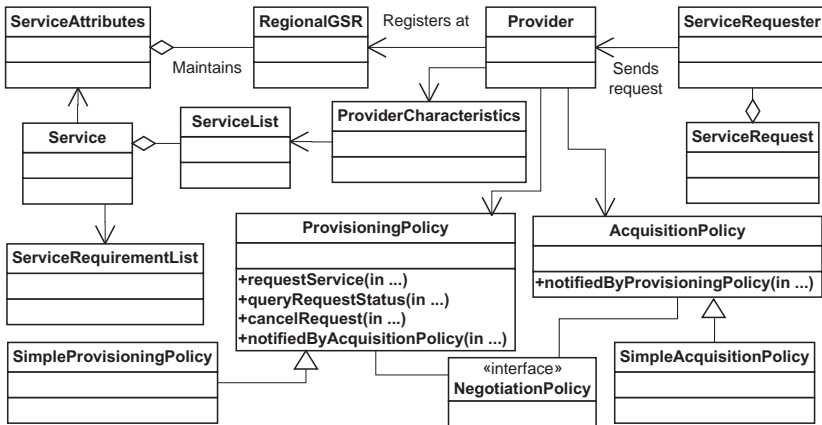 ServiceAttributes
RegionalGSR
Registers at
Provider
ServiceRequester
Maintains
Sends
request
Service
ServiceList
ProviderCharacteristics
ServiceRequest
ServiceRequirementList
ProvisioningPolicy
+requestService(in ...)
+queryRequestStatus(in ...)
+cancelRequest(in ...)
+notifiedByAcquisitionPolicy(in ...)
AcquisitionPolicy
+notifiedByProvisioningPolicy(in ...)
SimpleProvisioningPolicy
«interface»
NegotiationPolicy
SimpleAcquisitionPolicy